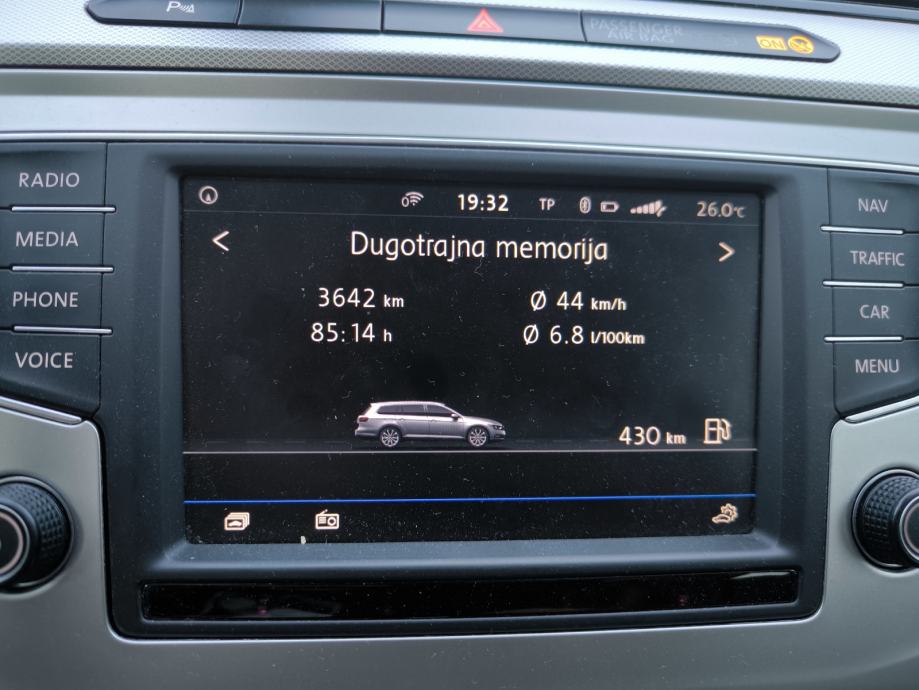 P
PASSENGER
AIR BAG
ON
RADIO
MEDIA
PHONE
VOICE
19:32 TP 26.0°C
< Dugotrajna memorija >
3642 km Ø 44 km/h
85:14 h Ø 6.8 l/100km
430 km
NAV
TRAFFIC
CAR
MENU